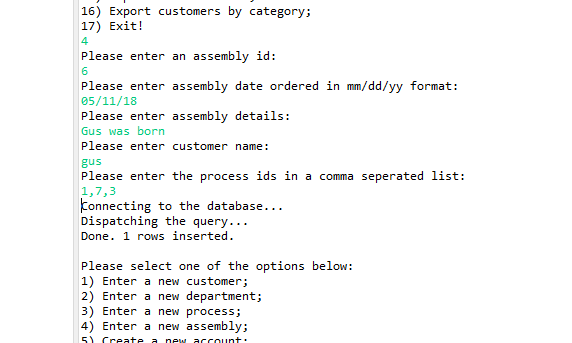 16) Export customers by category;
17) Exit!
4
Please enter an assembly id:
6
Please enter assembly date ordered in mm/dd/yy format:
05/11/18
Please enter assembly details:
Gus was born
Please enter customer name:
gus
Please enter the process ids in a comma seperated list:
1,7,3
Connecting to the database...
Dispatching the query...
Done. 1 rows inserted.
Please select one of the options below:
1) Enter a new customer;
2) Enter a new department;
3) Enter a new process;
4) Enter a new assembly;
5) Create a new account;